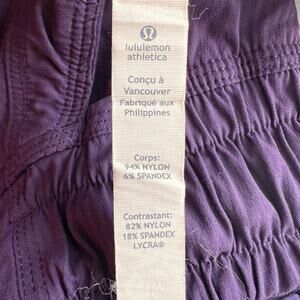 lululemon
athletica
Conçu à
Vancouver
Fabriqué aux
Philippines
Corps:
94% NYLON
6% SPANDEX
Contrastant:
82% NYLON
18% SPANDEX
LYCRA®